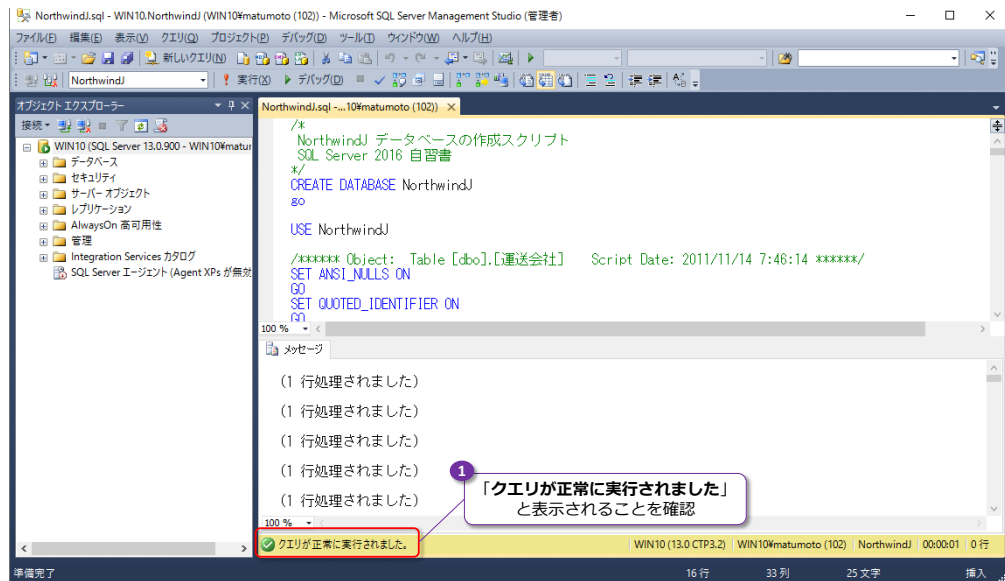 NorthwindJ.sql - WIN10.NorthwindJ (WIN10¥matumoto (102)) - Microsoft SQL Server Management Studio (管理者)
ファイル(F) 編集(E) 表示(V) クエリ(Q) プロジェクト(P) デバッグ(D) ツール(T) ウィンドウ(W) ヘルプ(H)
新しいクエリ(N)
NorthwindJ 実行(X) デバッグ(D)
オブジェクト エクスプローラー
接続
WIN10 (SQL Server 13.0.900 - WIN10¥matur
データベース
セキュリティ
サーバー オブジェクト
レプリケーション
AlwaysOn 高可用性
管理
Integration Services カタログ
SQL Server エージェント (Agent XPs が無効
NorthwindJ.sql -...10¥matumoto (102))
/*
NorthwindJ データベースの作成スクリプト
SQL Server 2016 自習書
*/
CREATE DATABASE NorthwindJ
go
USE NorthwindJ
/****** Object: Table [dbo].[運送会社] Script Date: 2011/11/14 7:46:14 ******/
SET ANSI_NULLS ON
GO
SET QUOTED_IDENTIFIER ON
GO
100 %
メッセージ
(1 行処理されました)
(1 行処理されました)
(1 行処理されました)
(1 行処理されました)
(1 行処理されました)
1
「クエリが正常に実行されました」
と表示されることを確認
100 %
クエリが正常に実行されました。 WIN10 (13.0 CTP3.2) WIN10¥matumoto (102) NorthwindJ 00:00:01 0 行
準備完了 16 行 33 列 25 文字 挿入